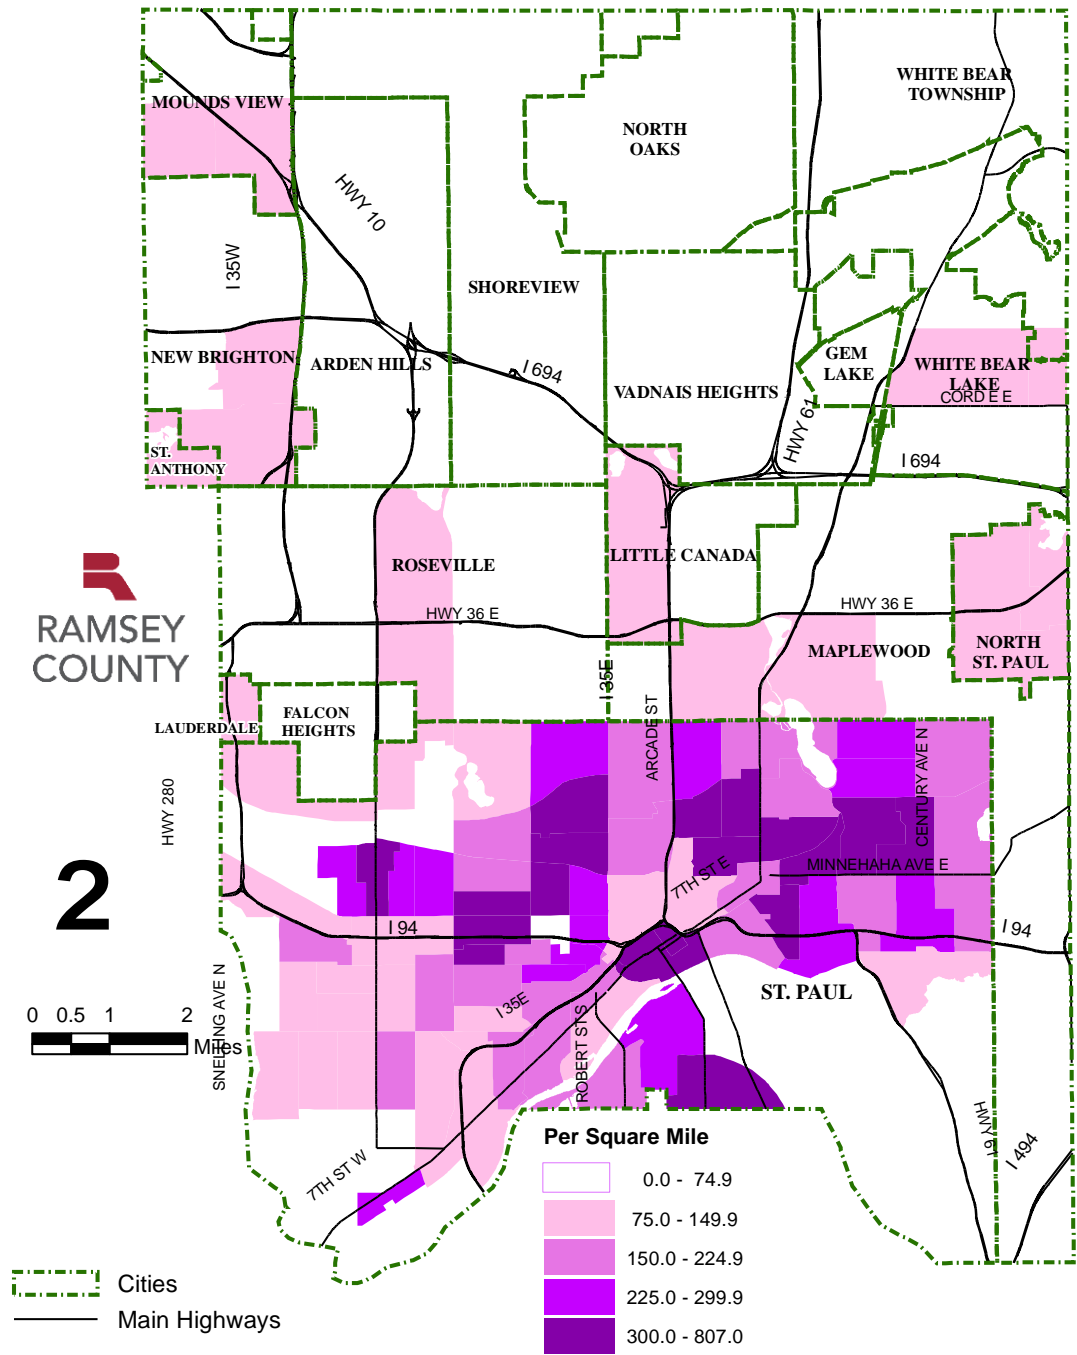 WHITE BEAR
TOWNSHIP
MOUNDS VIEW
NORTH
OAKS
HWY 10
I 35W
SHOREVIEW
NEW BRIGHTON
ARDEN HILLS
I 694
GEM
LAKE
WHITE BEAR
LAKE
CORD E E
VADNAIS HEIGHTS
HWY 61
ST.
ANTHONY
I 694
ROSEVILLE
LITTLE CANADA
HWY 36 E
HWY 36 E
RAMSEY
COUNTY
MAPLEWOOD
NORTH
ST. PAUL
I 35E
ARCADE ST
LAUDERDALE
FALCON
HEIGHTS
HWY 280
CENTURY AVE N
MINNEHAHA AVE E
7TH ST E
2
I 94
I 94
SNELLING AVE N
ST. PAUL
I 35E
ROBERT ST S
0 0.5 1 2
Miles
HWY 61
I 494
7TH ST W
Per Square Mile
0.0 - 74.9
75.0 - 149.9
150.0 - 224.9
225.0 - 299.9
300.0 - 807.0
Cities
Main Highways